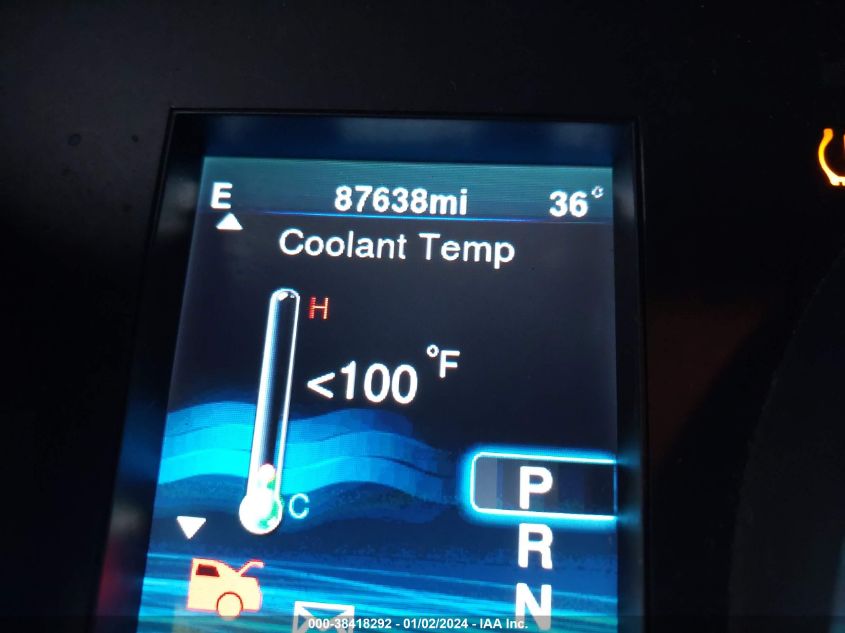 E 87638mi 36°
Coolant Temp
H
<100 °F
C
P
R
N
000-38418292 - 01/02/2024 - IAA Inc.